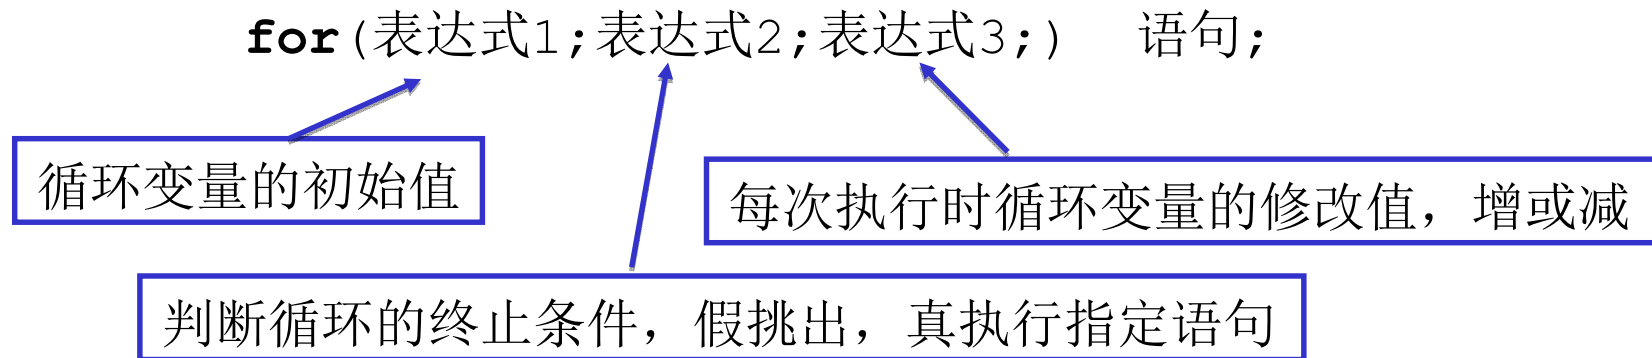 for(表达式1;表达式2;表达式3;) 语句;
循环变量的初始值
每次执行时循环变量的修改值，增或减
判断循环的终止条件，假挑出，真执行指定语句